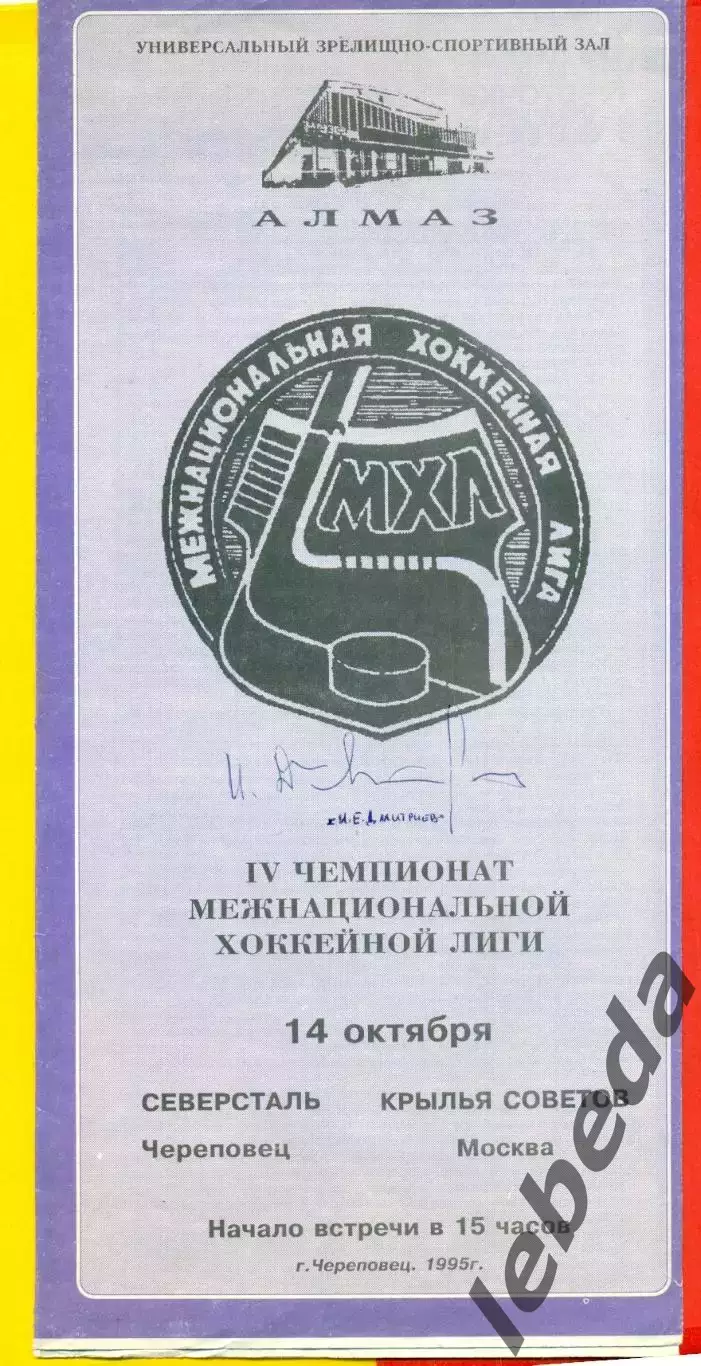 УНИВЕРСАЛЬНЫЙ ЗРЕЛИЩНО-СПОРТИВНЫЙ ЗАЛ
АЛМАЗ
МЕЖНАЦИОНАЛЬНАЯ ХОККЕЙНАЯ ЛИГА
МХЛ
«И.Е.ДМИТРИЕВ»
IV ЧЕМПИОНАТ
МЕЖНАЦИОНАЛЬНОЙ
ХОККЕЙНОЙ ЛИГИ
14 октября
СЕВЕРСТАЛЬ КРЫЛЬЯ СОВЕТОВ
Череповец Москва
Начало встречи в 15 часов
г.Череповец. 1995г.
lebeda